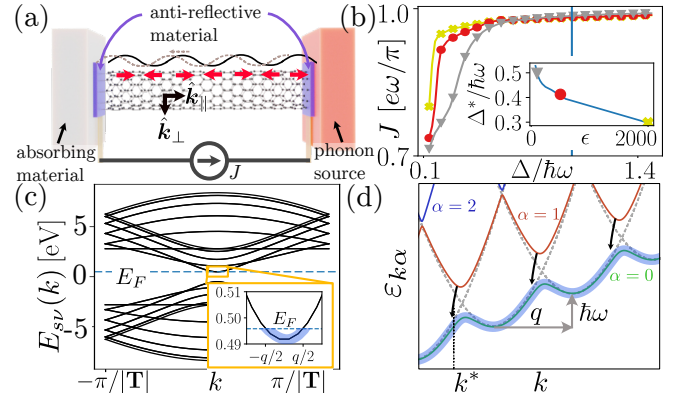 (a)
anti-reflective
material
k̂∥
k̂⊥
absorbing
material
J
phonon
source
(b)
J [eω/π]
1.0
0.7
0.1
Δ/ħω
1.4
Δ*/ħω
0.5
0.4
0.3
0
ϵ
2000
(c)
E_sν(k) [eV]
5
0
-5
E_F
-π/|T|
k
π/|T|
0.51
0.50
0.49
E_F
-q/2
q/2
(d)
ε_kα
α = 2
α = 1
α = 0
q
ħω
k*
k